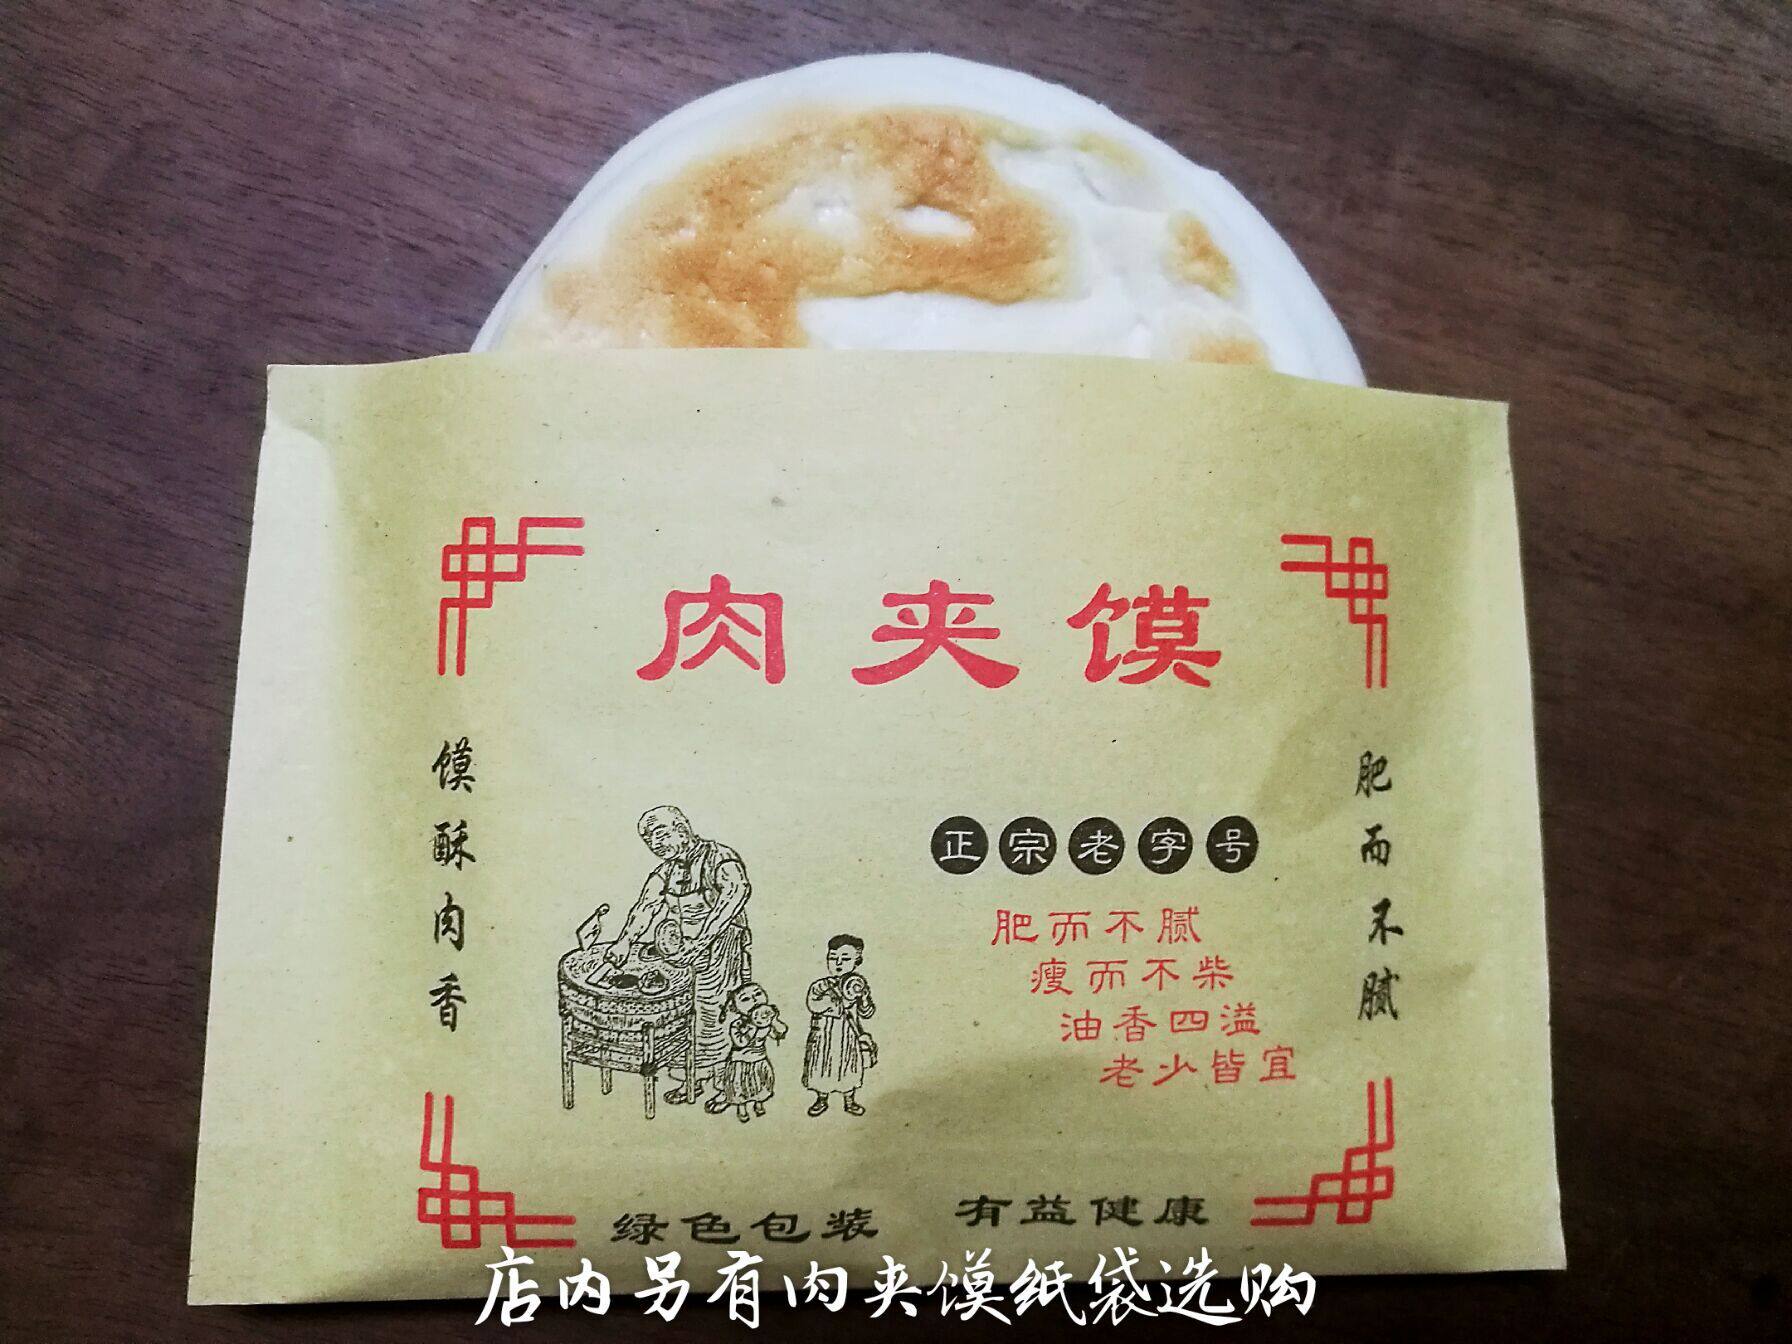 肉夹馍
馍酥肉香
肥而不腻
正宗老字号
肥而不腻
瘦而不柴
油香四溢
老少皆宜
绿色包装 有益健康
店内另有肉夹馍纸袋选购